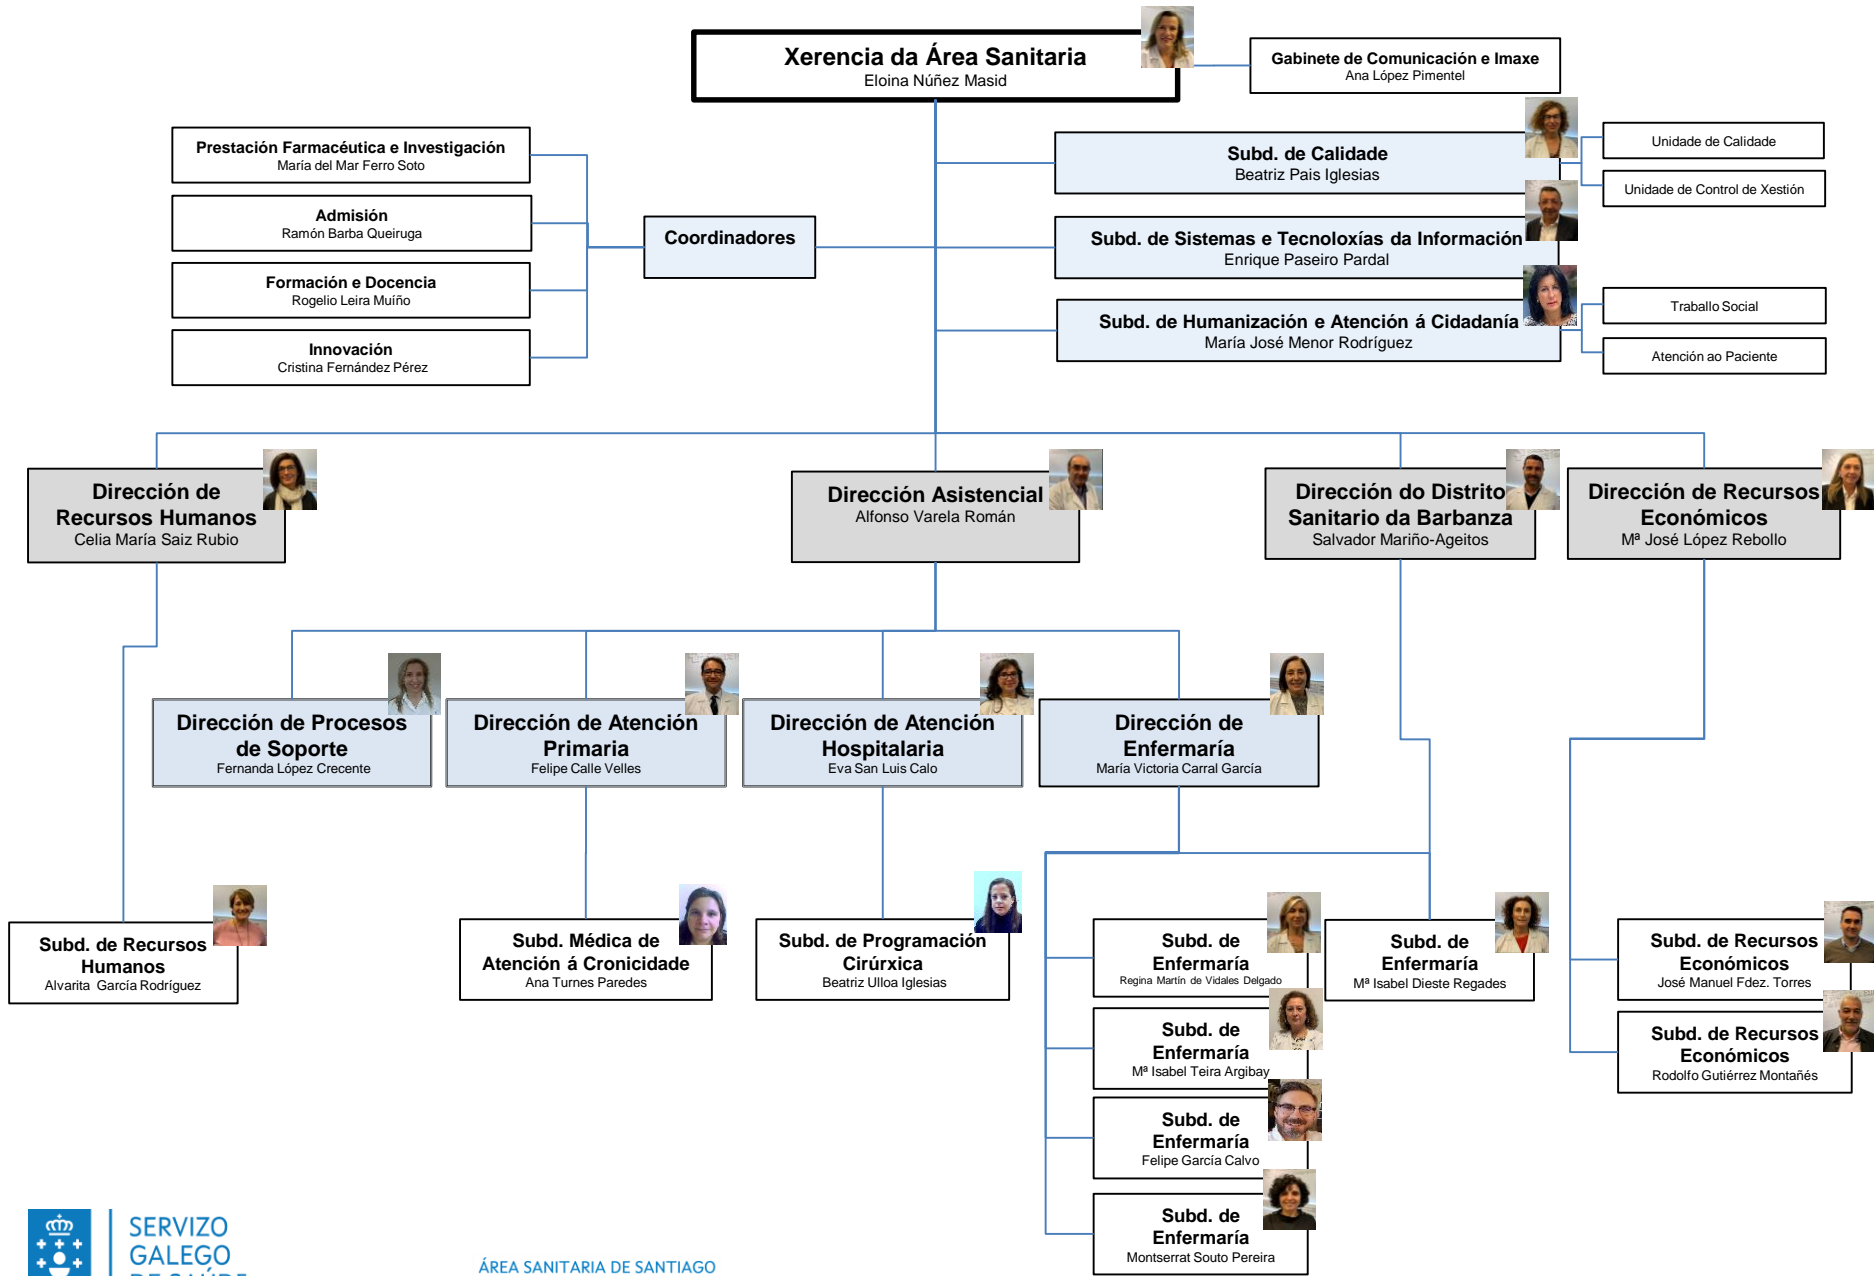 Xerencia da Área Sanitaria
Eloina Núñez Masid
Gabinete de Comunicación e Imaxe
Ana López Pimentel
Prestación Farmacéutica e Investigación
María del Mar Ferro Soto
Admisión
Ramón Barba Queiruga
Formación e Docencia
Rogelio Leira Muíño
Innovación
Cristina Fernández Pérez
Coordinadores
Subd. de Calidade
Beatriz Pais Iglesias
Unidade de Calidade
Unidade de Control de Xestión
Subd. de Sistemas e Tecnoloxías da Información
Enrique Paseiro Pardal
Subd. de Humanización e Atención á Cidadanía
María José Menor Rodríguez
Traballo Social
Atención ao Paciente
Dirección de
Recursos Humanos
Celia María Saiz Rubio
Dirección Asistencial
Alfonso Varela Román
Dirección do Distrito
Sanitario da Barbanza
Salvador Mariño-Ageitos
Dirección de Recursos
Económicos
Mª José López Rebollo
Dirección de Procesos
de Soporte
Fernanda López Crecente
Dirección de Atención
Primaria
Felipe Calle Velles
Dirección de Atención
Hospitalaria
Eva San Luis Calo
Dirección de
Enfermaría
María Victoria Carral García
Subd. de Recursos
Humanos
Alvarita García Rodríguez
Subd. Médica de
Atención á Cronicidade
Ana Turnes Paredes
Subd. de Programación
Cirúrxica
Beatriz Ulloa Iglesias
Subd. de
Enfermaría
Regina Martín de Vidales Delgado
Subd. de
Enfermaría
Mª Isabel Dieste Regades
Subd. de Recursos
Económicos
José Manuel Fdez. Torres
Subd. de
Enfermaría
Mª Isabel Teira Argibay
Subd. de Recursos
Económicos
Rodolfo Gutiérrez Montañés
Subd. de
Enfermaría
Felipe García Calvo
Subd. de
Enfermaría
Montserrat Souto Pereira
SERVIZO
GALEGO
DE SAÚDE
ÁREA SANITARIA DE SANTIAGO